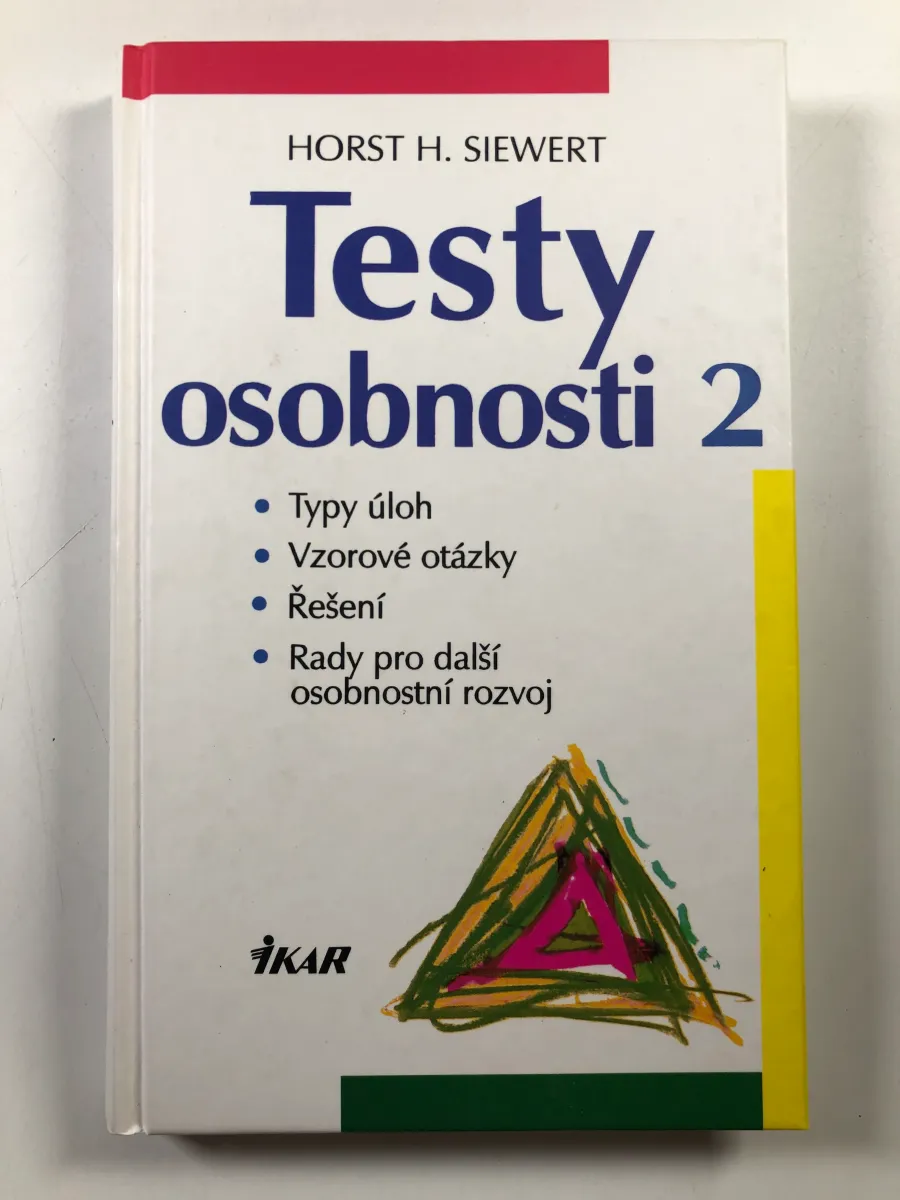 HORST H. SIEWERT
Testy
osobnosti 2
• Typy úloh
• Vzorové otázky
• Řešení
• Rady pro další
osobnostní rozvoj
IKAR